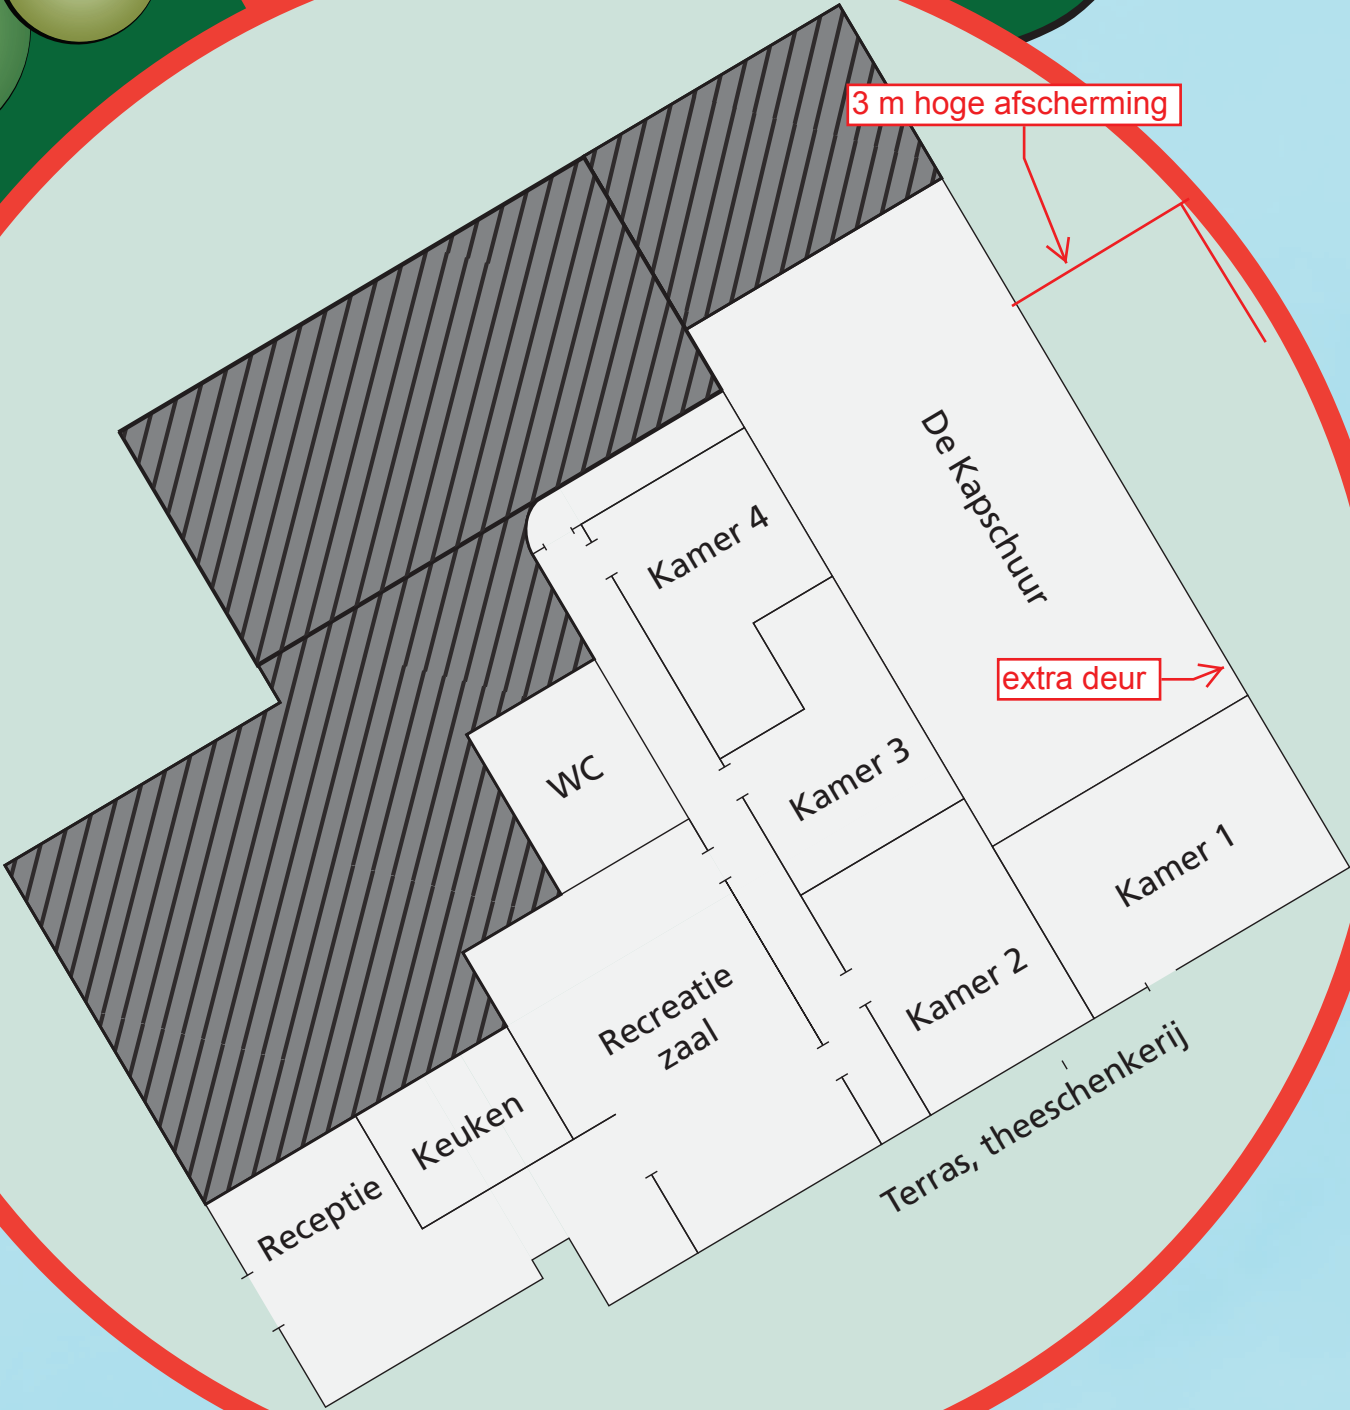 3 m hoge afscherming
De Kapschuur
Kamer 4
extra deur
WC
Kamer 3
Kamer 1
Recreatie
zaal
Kamer 2
Keuken
Receptie
Terras, theeschenkerij